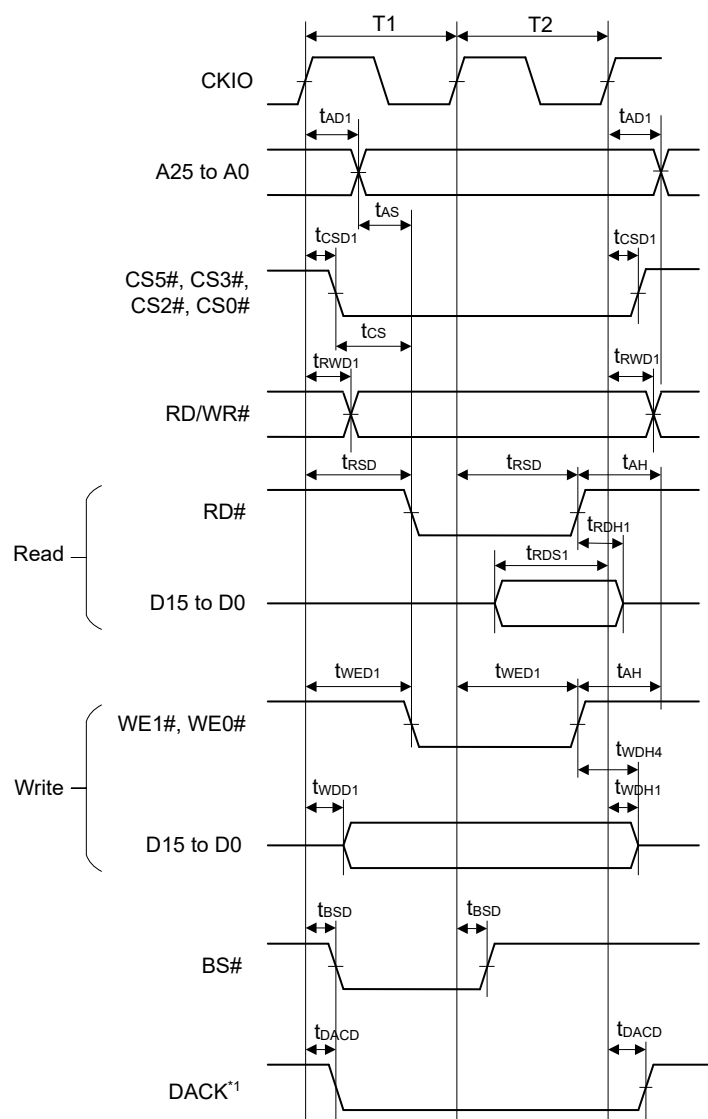 T1 T2
CKIO
tAD1 tAD1
A25 to A0
tAS
tCSD1 tCSD1
CS5#, CS3#,
CS2#, CS0#
tCS
tRWD1 tRWD1
RD/WR#
tRSD tRSD tAH
RD#
tRDH1
Read
tRDS1
D15 to D0
tWED1 tWED1 tAH
WE1#, WE0#
tWDH4
Write
tWDD1 tWDH1
D15 to D0
tBSD tBSD
BS#
tDACD tDACD
DACK*1